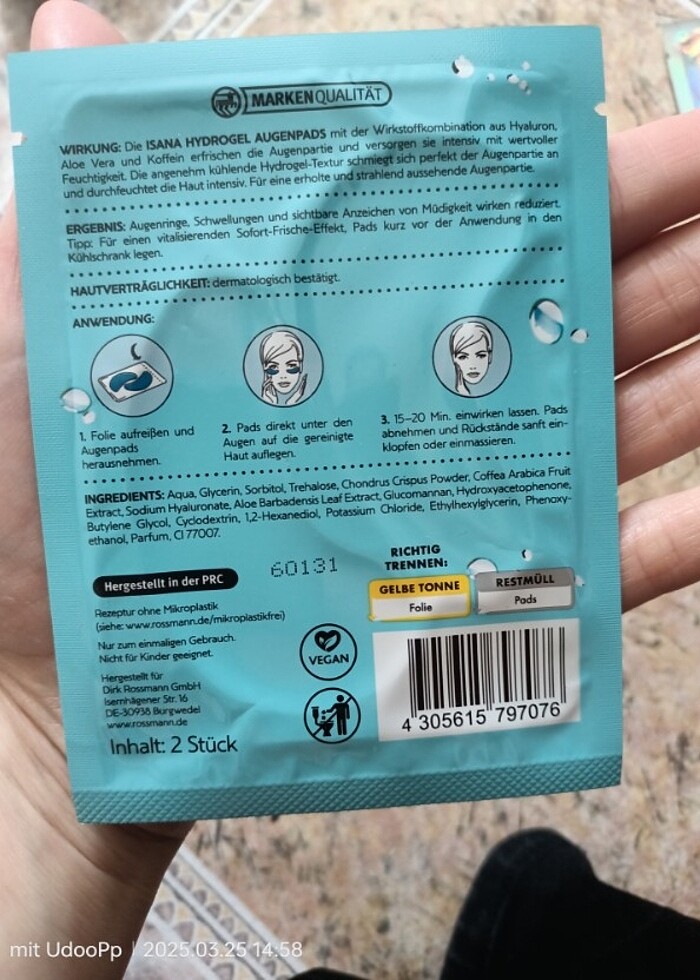 MARKENQUALITÄT
WIRKUNG: Die ISANA HYDROGEL AUGENPADS mit der Wirkstoffkombination aus Hyaluron,
Aloe Vera und Koffein erfrischen die Augenpartie und versorgen sie intensiv mit wertvoller
Feuchtigkeit. Die angenehm kühlende Hydrogel-Textur schmiegt sich perfekt der Augenpartie an
und durchfeuchtet die Haut intensiv. Für eine erholte und strahlend aussehende Augenpartie.
ERGEBNIS: Augenringe, Schwellungen und sichtbare Anzeichen von Müdigkeit wirken reduziert.
Tipp: Für einen vitalisierenden Sofort-Frische-Effekt, Pads kurz vor der Anwendung in den
Kühlschrank legen.
HAUTVERTRÄGLICHKEIT: dermatologisch bestätigt.
ANWENDUNG:
1. Folie aufreißen und
Augenpads
herausnehmen.
2. Pads direkt unter den
Augen auf die gereinigte
Haut auflegen.
3. 15–20 Min. einwirken lassen. Pads
abnehmen und Rückstände sanft ein-
klopfen oder einmassieren.
INGREDIENTS: Aqua, Glycerin, Sorbitol, Trehalose, Chondrus Crispus Powder, Coffea Arabica Fruit
Extract, Sodium Hyaluronate, Aloe Barbadensis Leaf Extract, Glucomannan, Hydroxyacetophenone,
Butylene Glycol, Cyclodextrin, 1,2-Hexanediol, Potassium Chloride, Ethylhexylglycerin, Phenoxy-
ethanol, Parfum, CI 77007.
60131
RICHTIG
TRENNEN:
GELBE TONNE
Folie
RESTMÜLL
Pads
Hergestellt in der PRC
Rezeptur ohne Mikroplastik
(siehe: www.rossmann.de/mikroplastikfrei)
Nur zum einmaligen Gebrauch.
Nicht für Kinder geeignet.
Hergestellt für
Dirk Rossmann GmbH
Isernhägener Str. 16
DE-30938 Burgwedel
www.rossmann.de
Inhalt: 2 Stück
VEGAN
4 305615 797076
mit UdooPp | 2025.03.25 14:58